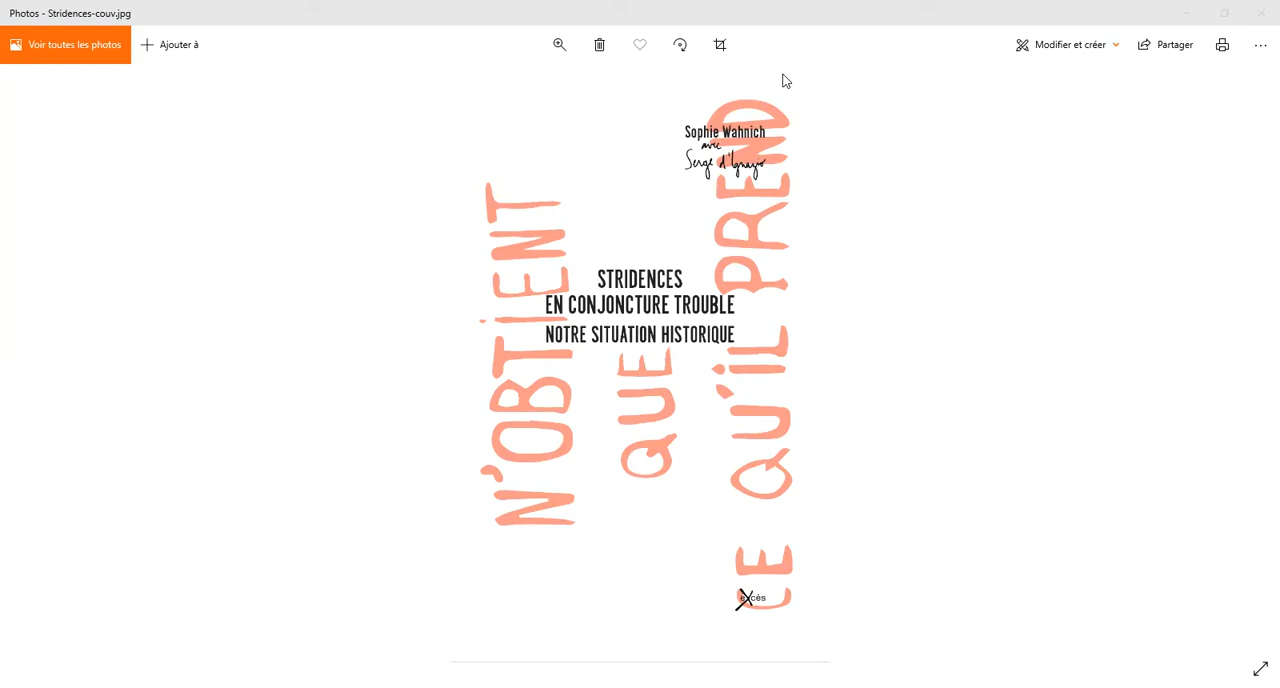 Photos - Stridences-couv.jpg
Voir toutes les photos
Ajouter à
Modifier et créer
Partager
Sophie Wahnich
avec
Serge d'Ignazio
STRIDENCES
EN CONJONCTURE TROUBLE
NOTRE SITUATION HISTORIQUE
N'OBTiENT
QUE
CE QU'iL PREND
excès